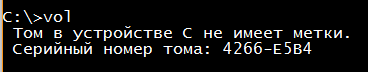 C:\>vol
Том в устройстве C не имеет метки.
Серийный номер тома: 4266-E5B4